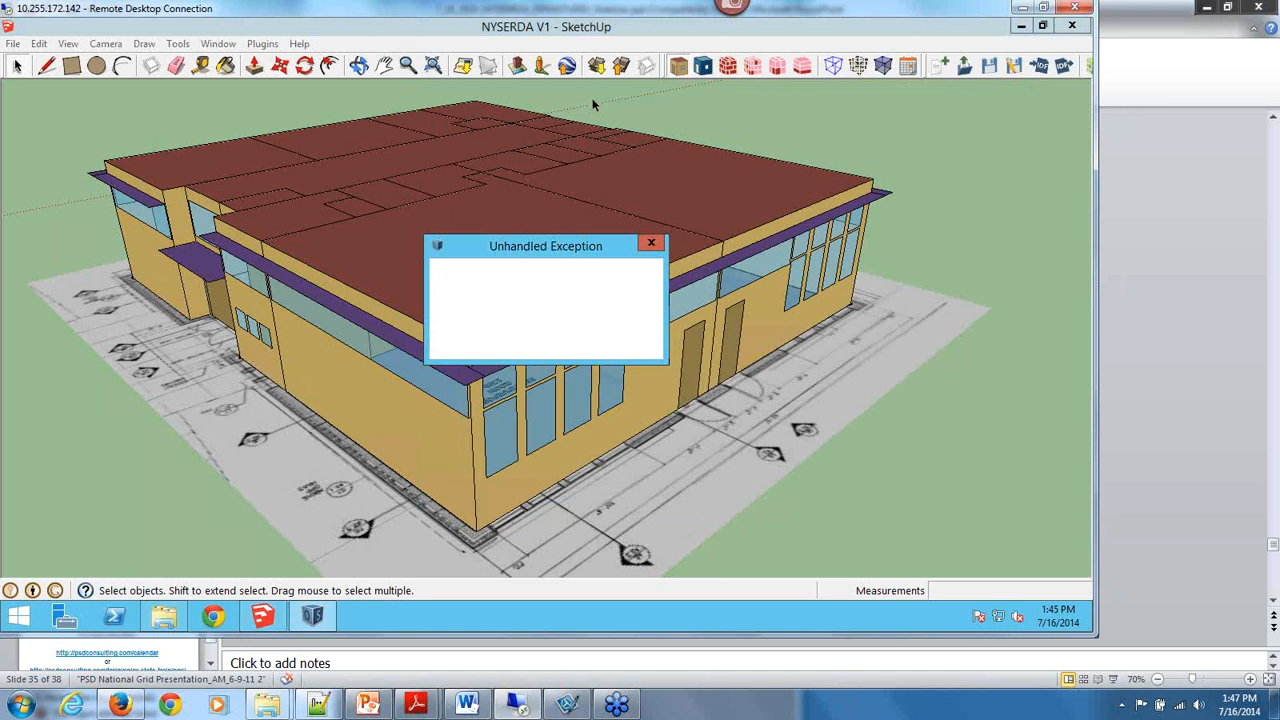 10.255.172.142 - Remote Desktop Connection
NYSERDA V1 - SketchUp
File Edit View Camera Draw Tools Window Plugins Help
Unhandled Exception
Select objects. Shift to extend select. Drag mouse to select multiple.
Measurements
1:45 PM
7/16/2014
http://psdconsulting.com/calendar
or
Click to add notes
Slide 35 of 38
"PSD National Grid Presentation_AM_6-9-11 2"
70%
1:47 PM
7/16/2014